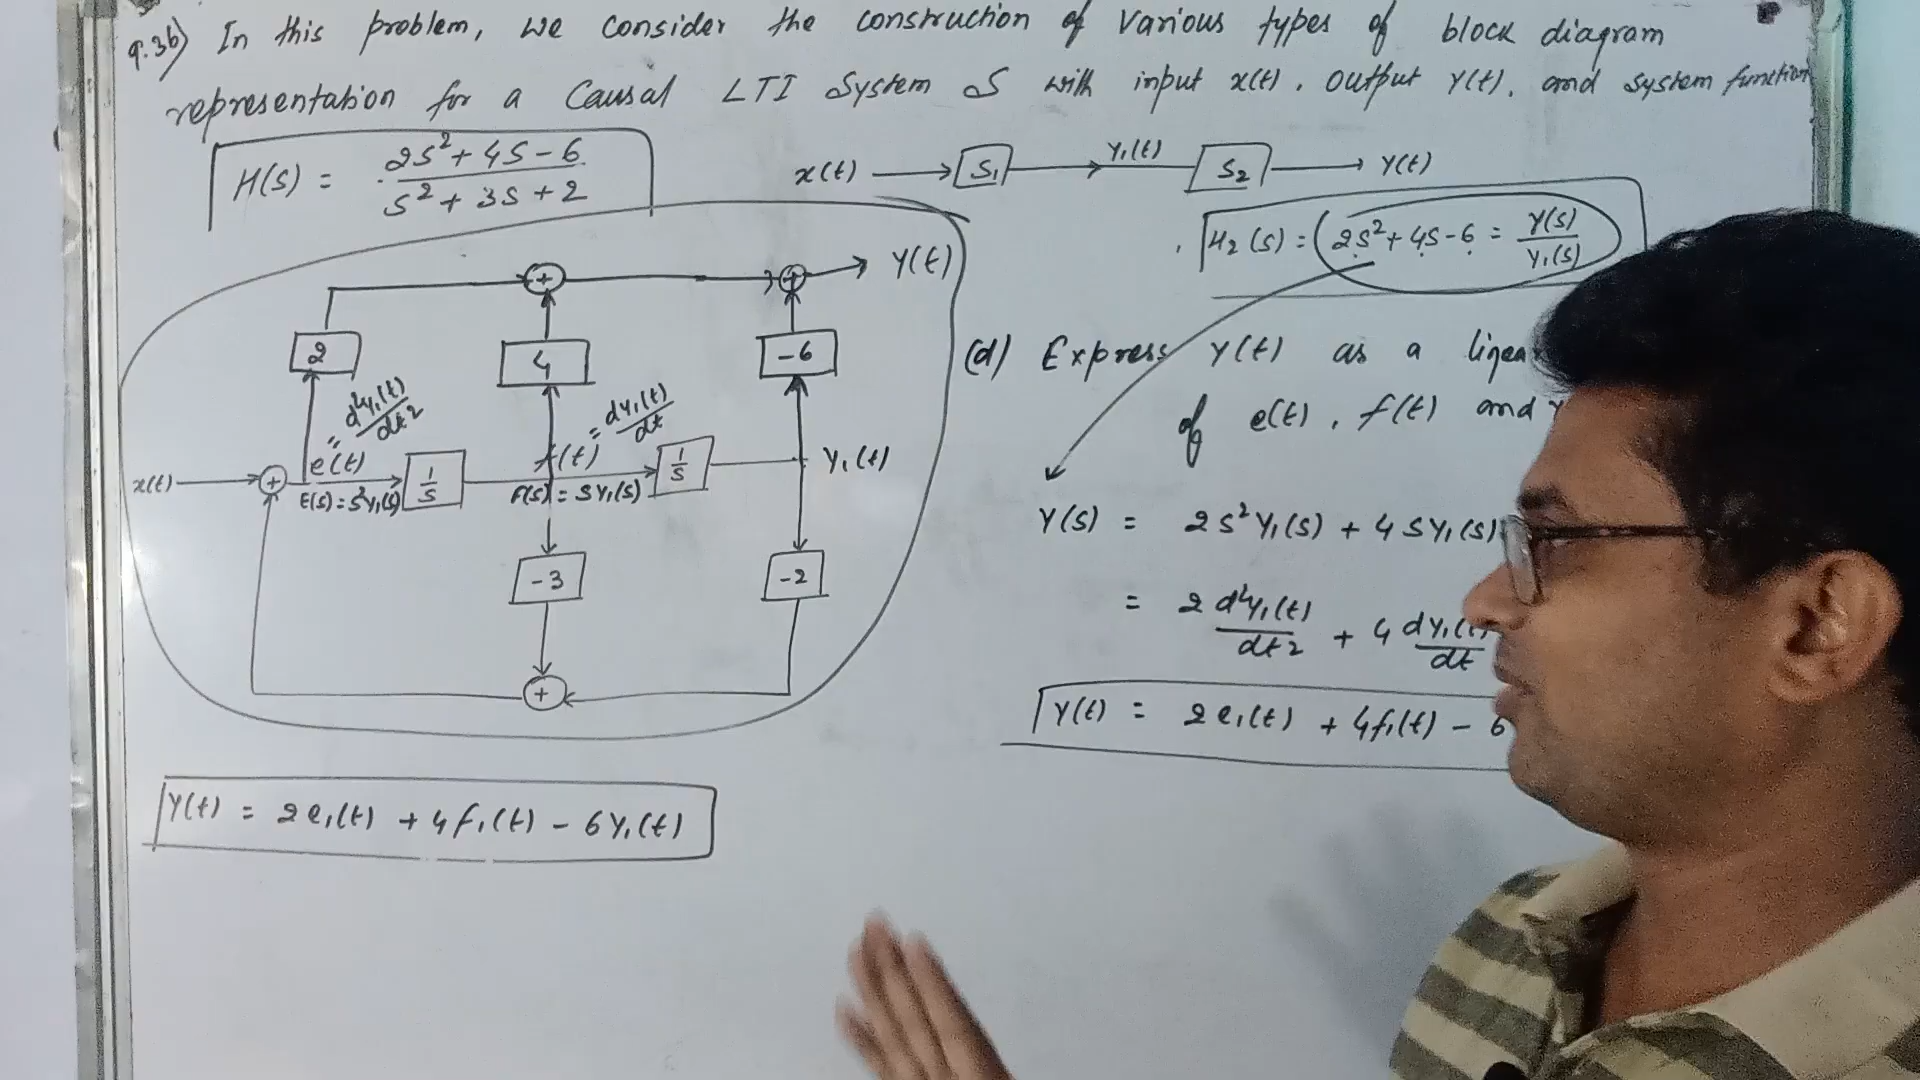 9.36) In this problem, we consider the construction of various types of block diagram
representation for a Causal LTI System S with input x(t), output Y(t), and system function
H(s) = (2s²+4s-6)/(s²+3s+2)
x(t) → S₁ → Y₁(t) → S₂ → Y(t)
H₂(s) = 2s²+4s-6 = Y(s)/Y₁(s)
+ + Y(t)
2 4 -6
(d) Express Y(t) as a
of e(t), f(t) and
= d²y₁(t)/dt2
= dy₁(t)/dt
x(t) + e(t) 1/s f(t) 1/s Y₁(t)
E(s) = s²Y₁(s) F(s) = SY₁(s)
Y(s) = 2s²Y₁(s) + 4SY₁(s)
-3 -2
= 2 d²y₁(t)/dt2 + 4 dy₁(t)/dt
+
Y(t) = 2e₁(t) + 4f₁(t) - 6
Y(t) = 2e₁(t) + 4f₁(t) - 6Y₁(t)